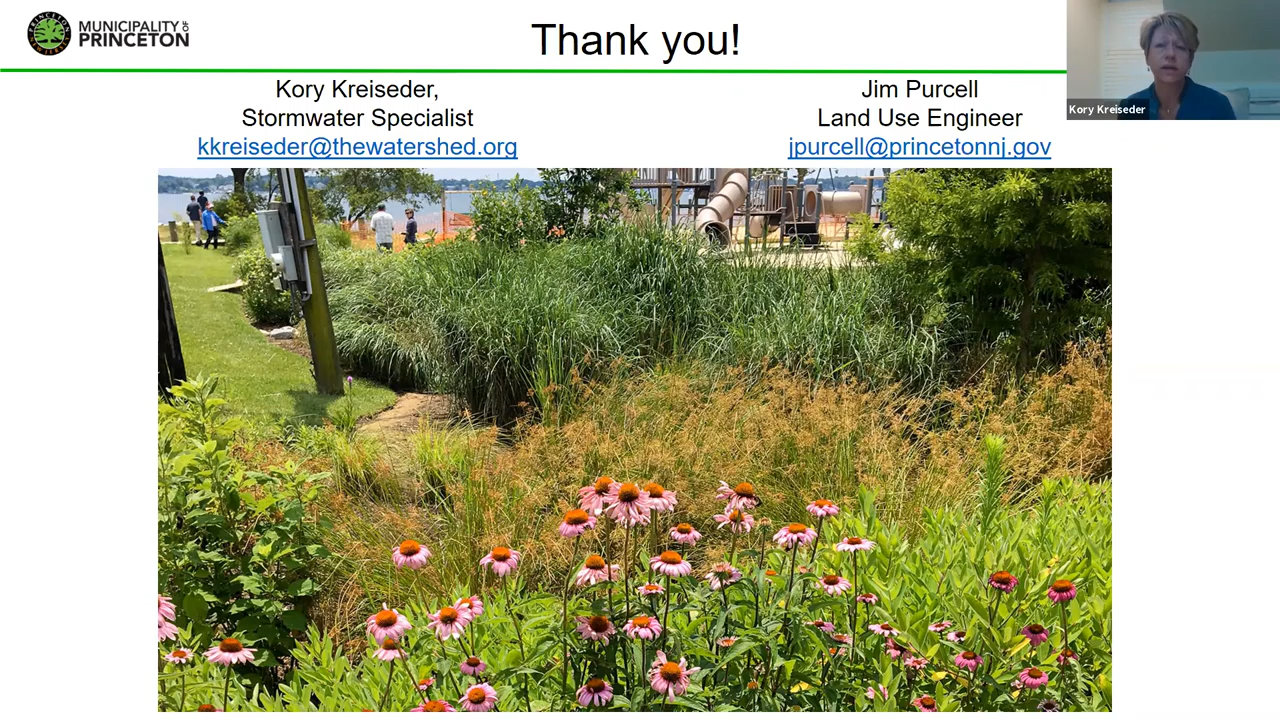 MUNICIPALITY OF
PRINCETON
Thank you!
Kory Kreiseder,
Stormwater Specialist
kkreiseder@thewatershed.org
Jim Purcell
Land Use Engineer
jpurcell@princetonnj.gov
Kory Kreiseder